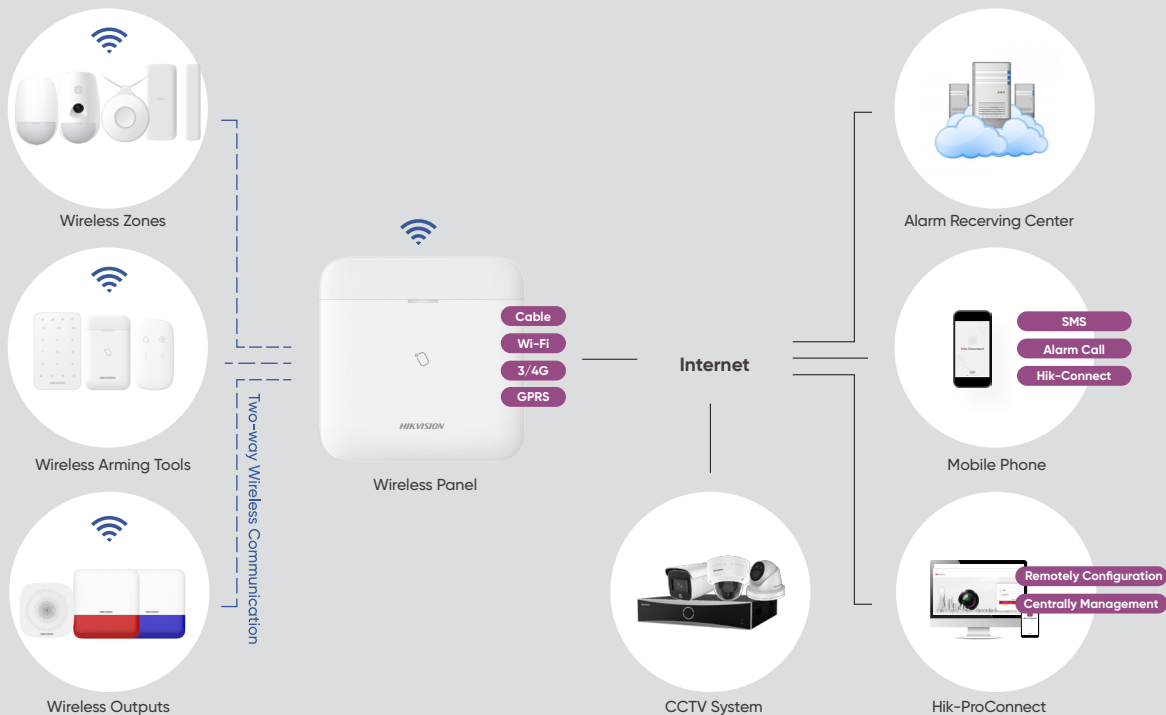 Wireless Zones
Wireless Arming Tools
Wireless Outputs
Two-way Wireless Communication
Cable
Wi-Fi
3/4G
GPRS
HIKVISION
Wireless Panel
Internet
CCTV System
Alarm Recerving Center
SMS
Alarm Call
Hik-Connect
Mobile Phone
Remotely Configuration
Centrally Management
Hik-ProConnect